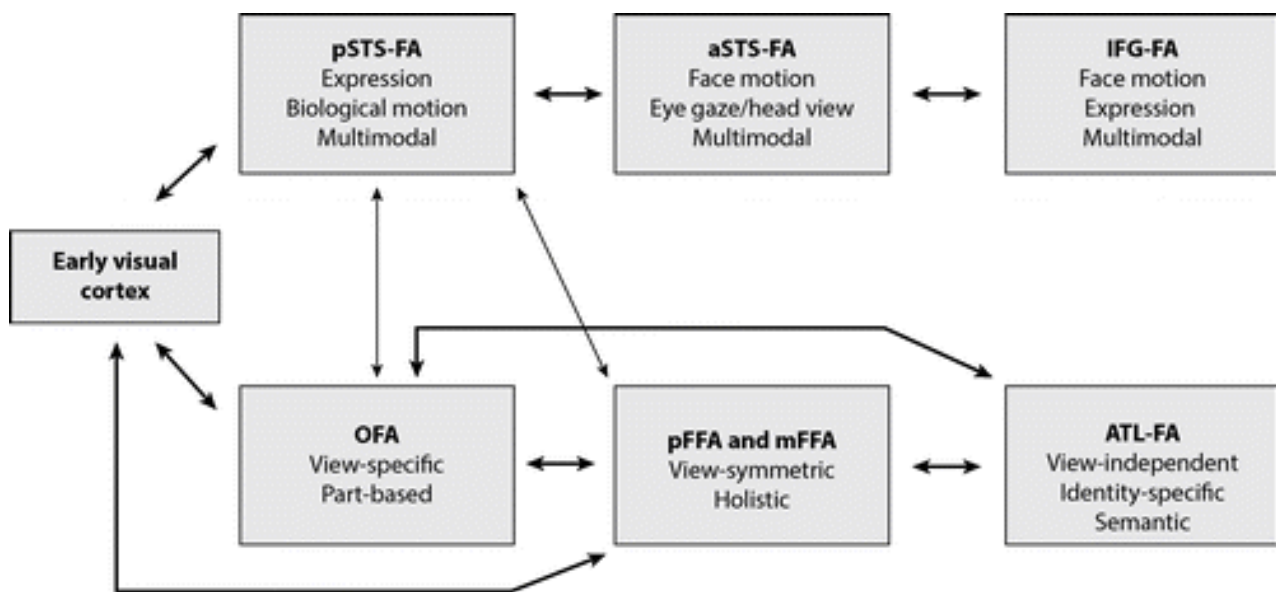 pSTS-FA
Expression
Biological motion
Multimodal
aSTS-FA
Face motion
Eye gaze/head view
Multimodal
IFG-FA
Face motion
Expression
Multimodal
Early visual
cortex
OFA
View-specific
Part-based
pFFA and mFFA
View-symmetric
Holistic
ATL-FA
View-independent
Identity-specific
Semantic